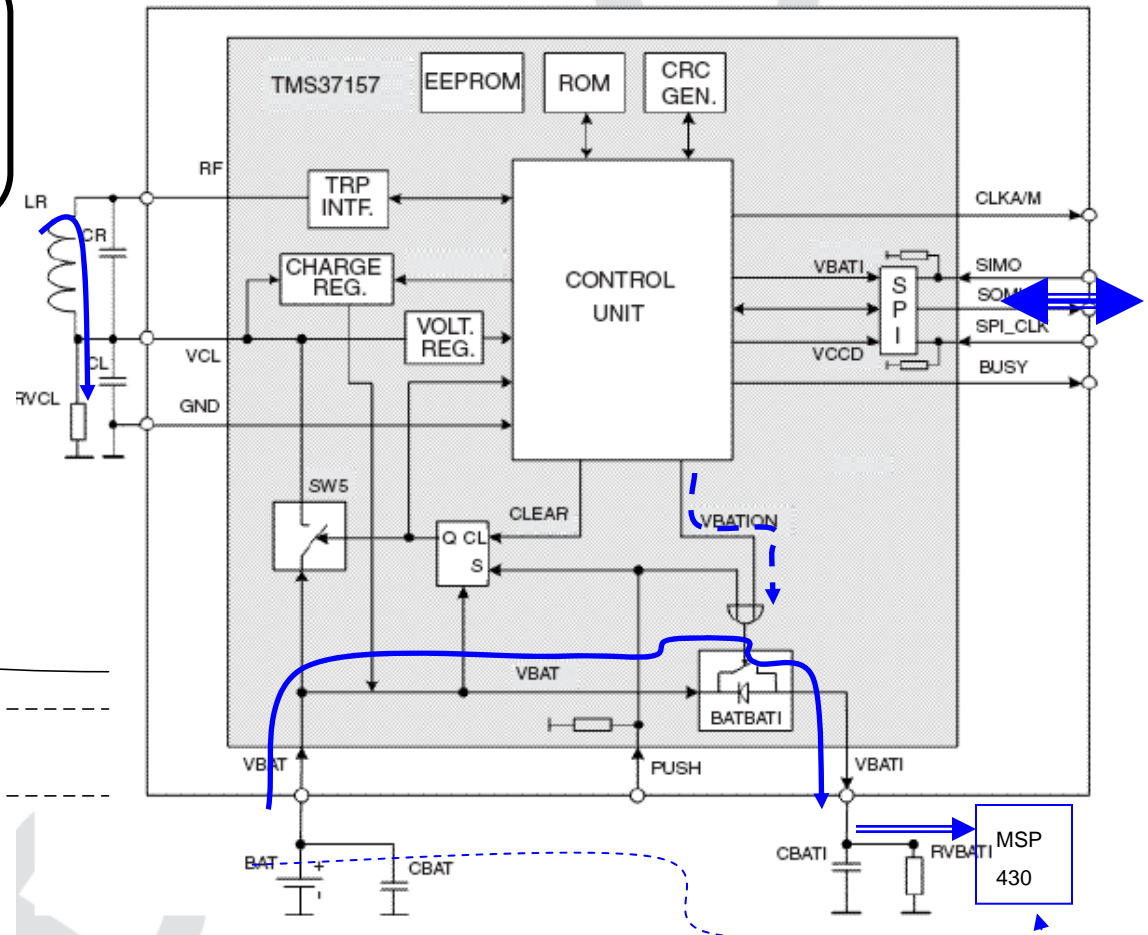 TMS37157
EEPROM
ROM
CRC
GEN.
RF
TRP
INTF.
LR
CR
CLKA/M
CHARGE
REG.
CONTROL
UNIT
VBATI
SPI
SIMO
VOLT.
REG.
SPI_CLK
VCL
VCCD
CL
BUSY
RVCL
GND
SW5
CLEAR
VBATION
Q CL
S
VBAT
BATBATI
VBAT
PUSH
VBATI
BAT
+
CBAT
CBATI
RVBATI
MSP
430